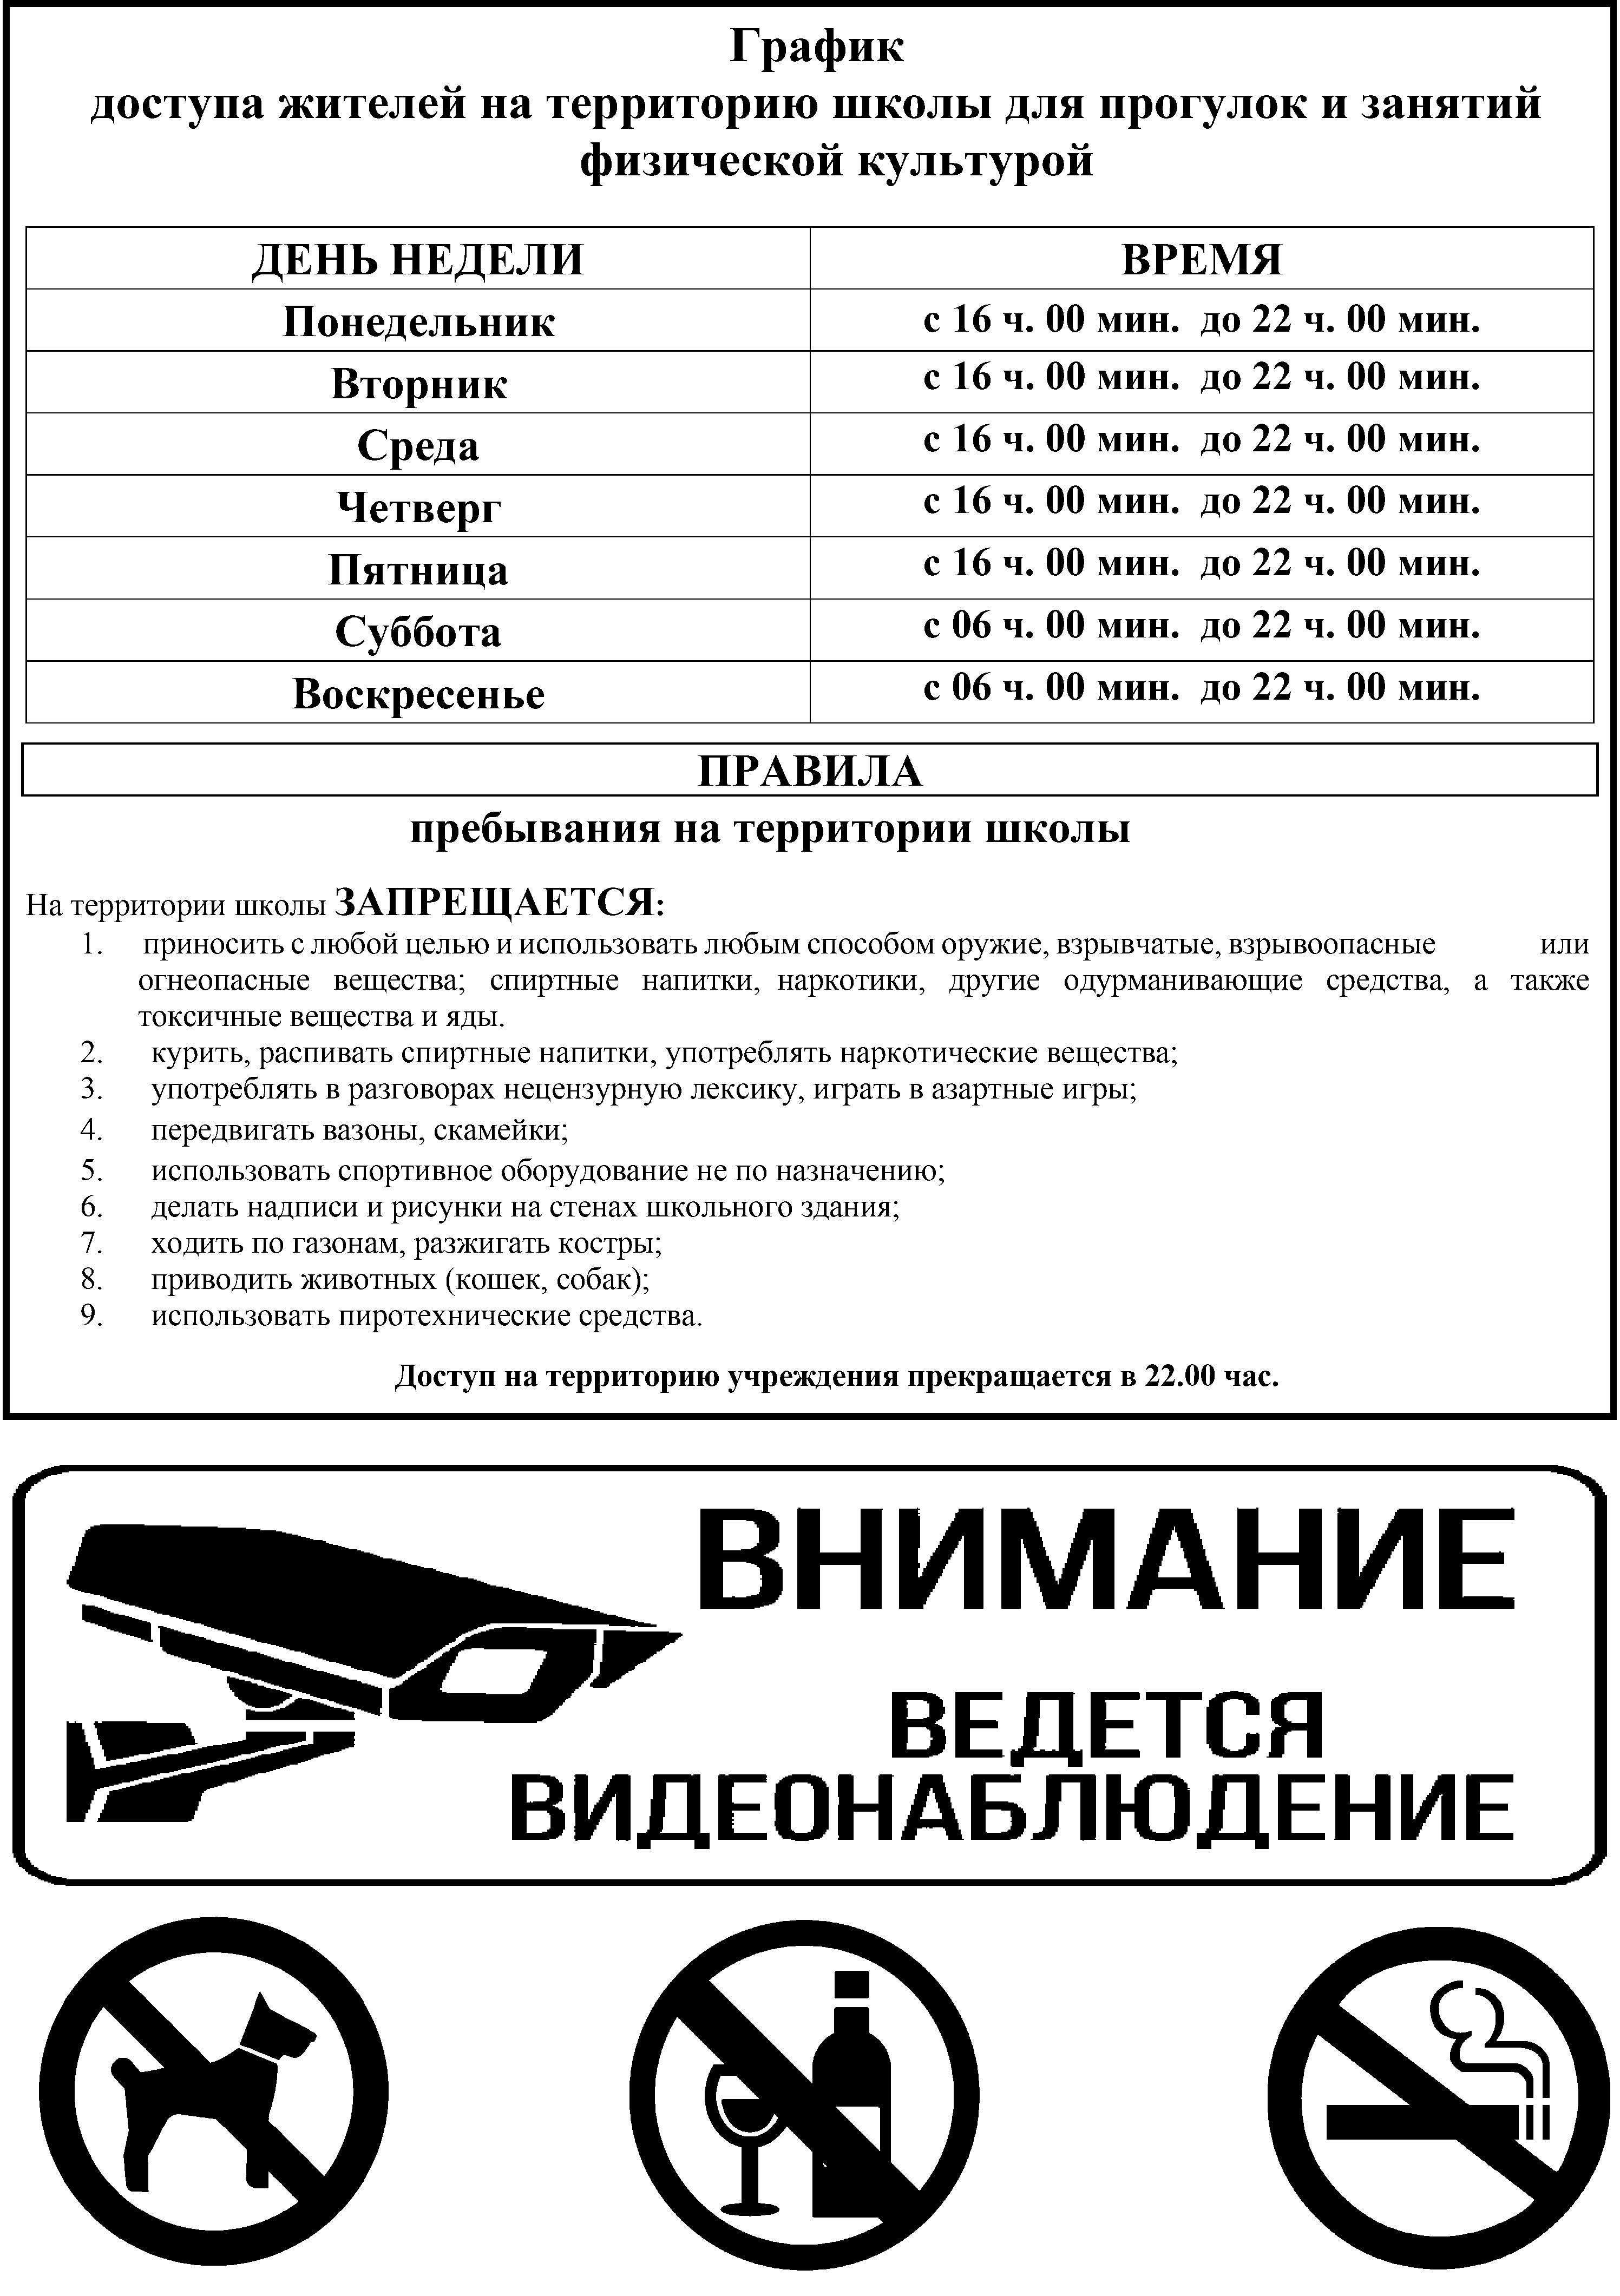 График
доступа жителей на территорию школы для прогулок и занятий
физической культурой
ДЕНЬ НЕДЕЛИ ВРЕМЯ
Понедельник с 16 ч. 00 мин. до 22 ч. 00 мин.
Вторник с 16 ч. 00 мин. до 22 ч. 00 мин.
Среда с 16 ч. 00 мин. до 22 ч. 00 мин.
Четверг с 16 ч. 00 мин. до 22 ч. 00 мин.
Пятница с 16 ч. 00 мин. до 22 ч. 00 мин.
Суббота с 06 ч. 00 мин. до 22 ч. 00 мин.
Воскресенье с 06 ч. 00 мин. до 22 ч. 00 мин.
ПРАВИЛА
пребывания на территории школы
На территории школы ЗАПРЕЩАЕТСЯ:
1. приносить с любой целью и использовать любым способом оружие, взрывчатые, взрывоопасные или
огнеопасные вещества; спиртные напитки, наркотики, другие одурманивающие средства, а также
токсичные вещества и яды.
2. курить, распивать спиртные напитки, употреблять наркотические вещества;
3. употреблять в разговорах нецензурную лексику, играть в азартные игры;
4. передвигать вазоны, скамейки;
5. использовать спортивное оборудование не по назначению;
6. делать надписи и рисунки на стенах школьного здания;
7. ходить по газонам, разжигать костры;
8. приводить животных (кошек, собак);
9. использовать пиротехнические средства.
Доступ на территорию учреждения прекращается в 22.00 час.
ВНИМАНИЕ
ВЕДЕТСЯ
ВИДЕОНАБЛЮДЕНИЕ